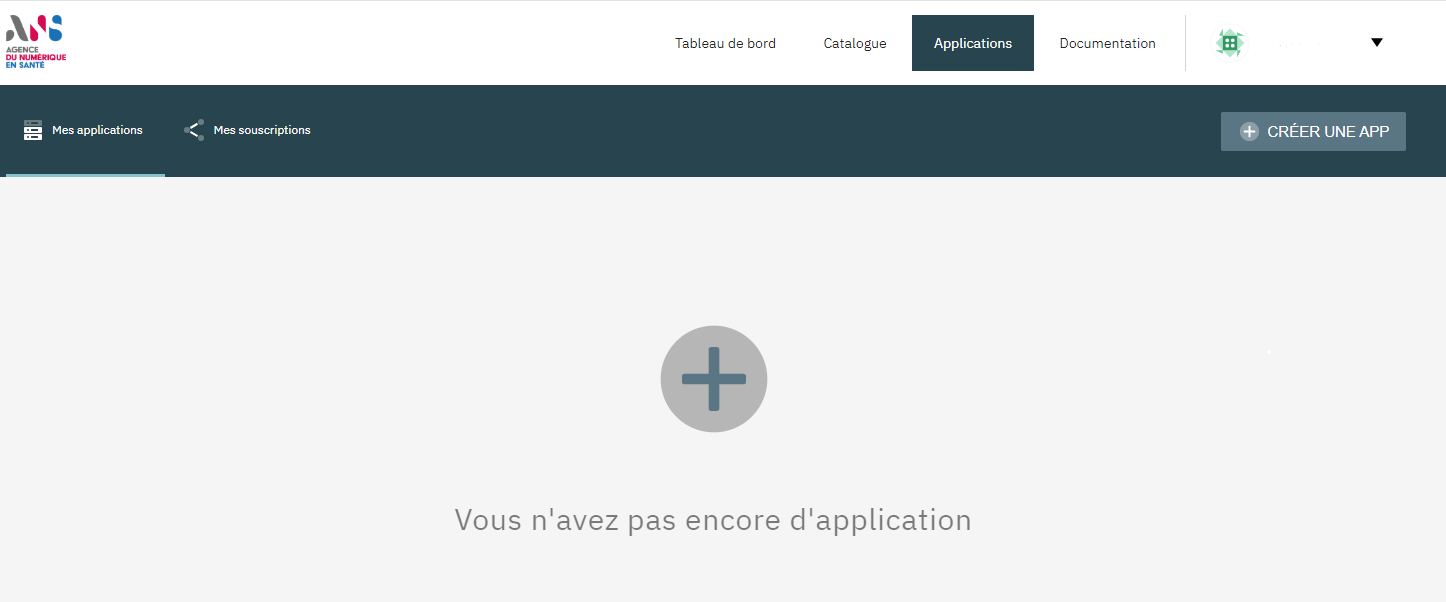 ANS
AGENCE
DU NUMÉRIQUE
EN SANTÉ
Tableau de bord
Catalogue
Applications
Documentation
Mes applications
Mes souscriptions
CRÉER UNE APP
Vous n'avez pas encore d'application